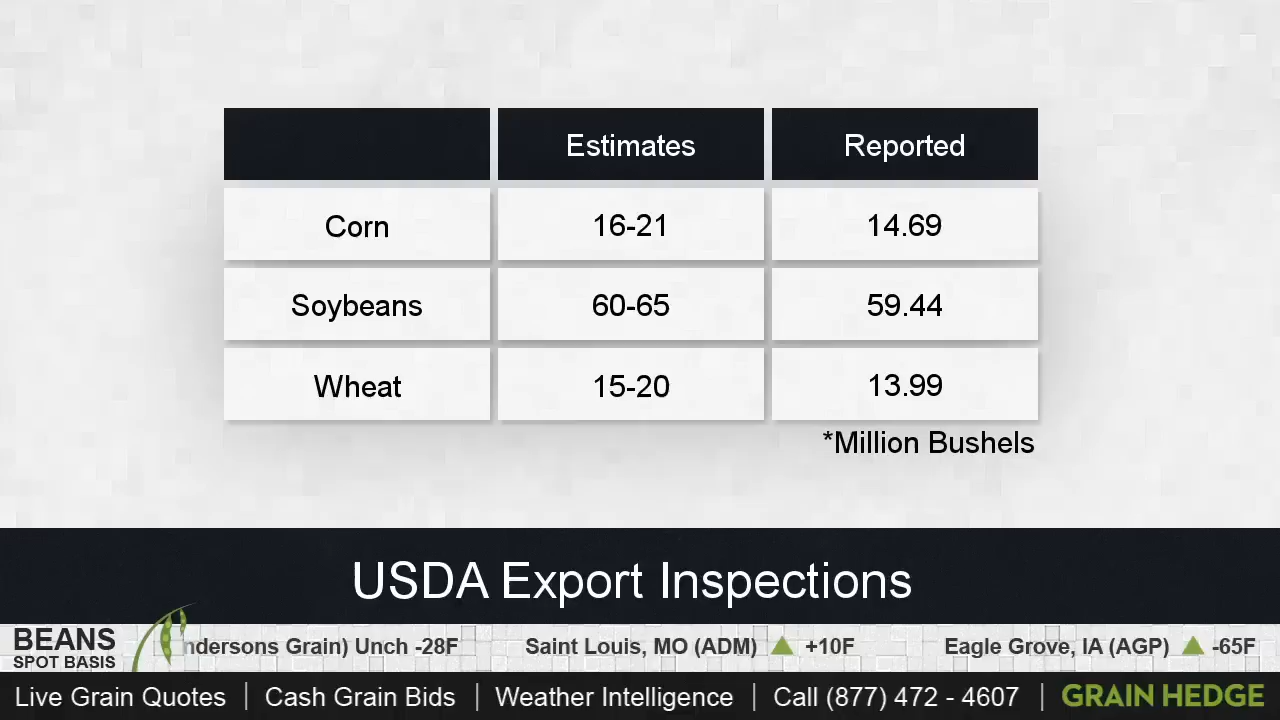 Estimates Reported
Corn 16-21 14.69
Soybeans 60-65 59.44
Wheat 15-20 13.99
*Million Bushels
USDA Export Inspections
BEANS
SPOT BASIS
ndersons Grain) Unch -28F Saint Louis, MO (ADM) +10F Eagle Grove, IA (AGP) -65F
Live Grain Quotes | Cash Grain Bids | Weather Intelligence | Call (877) 472 - 4607 | GRAIN HEDGE